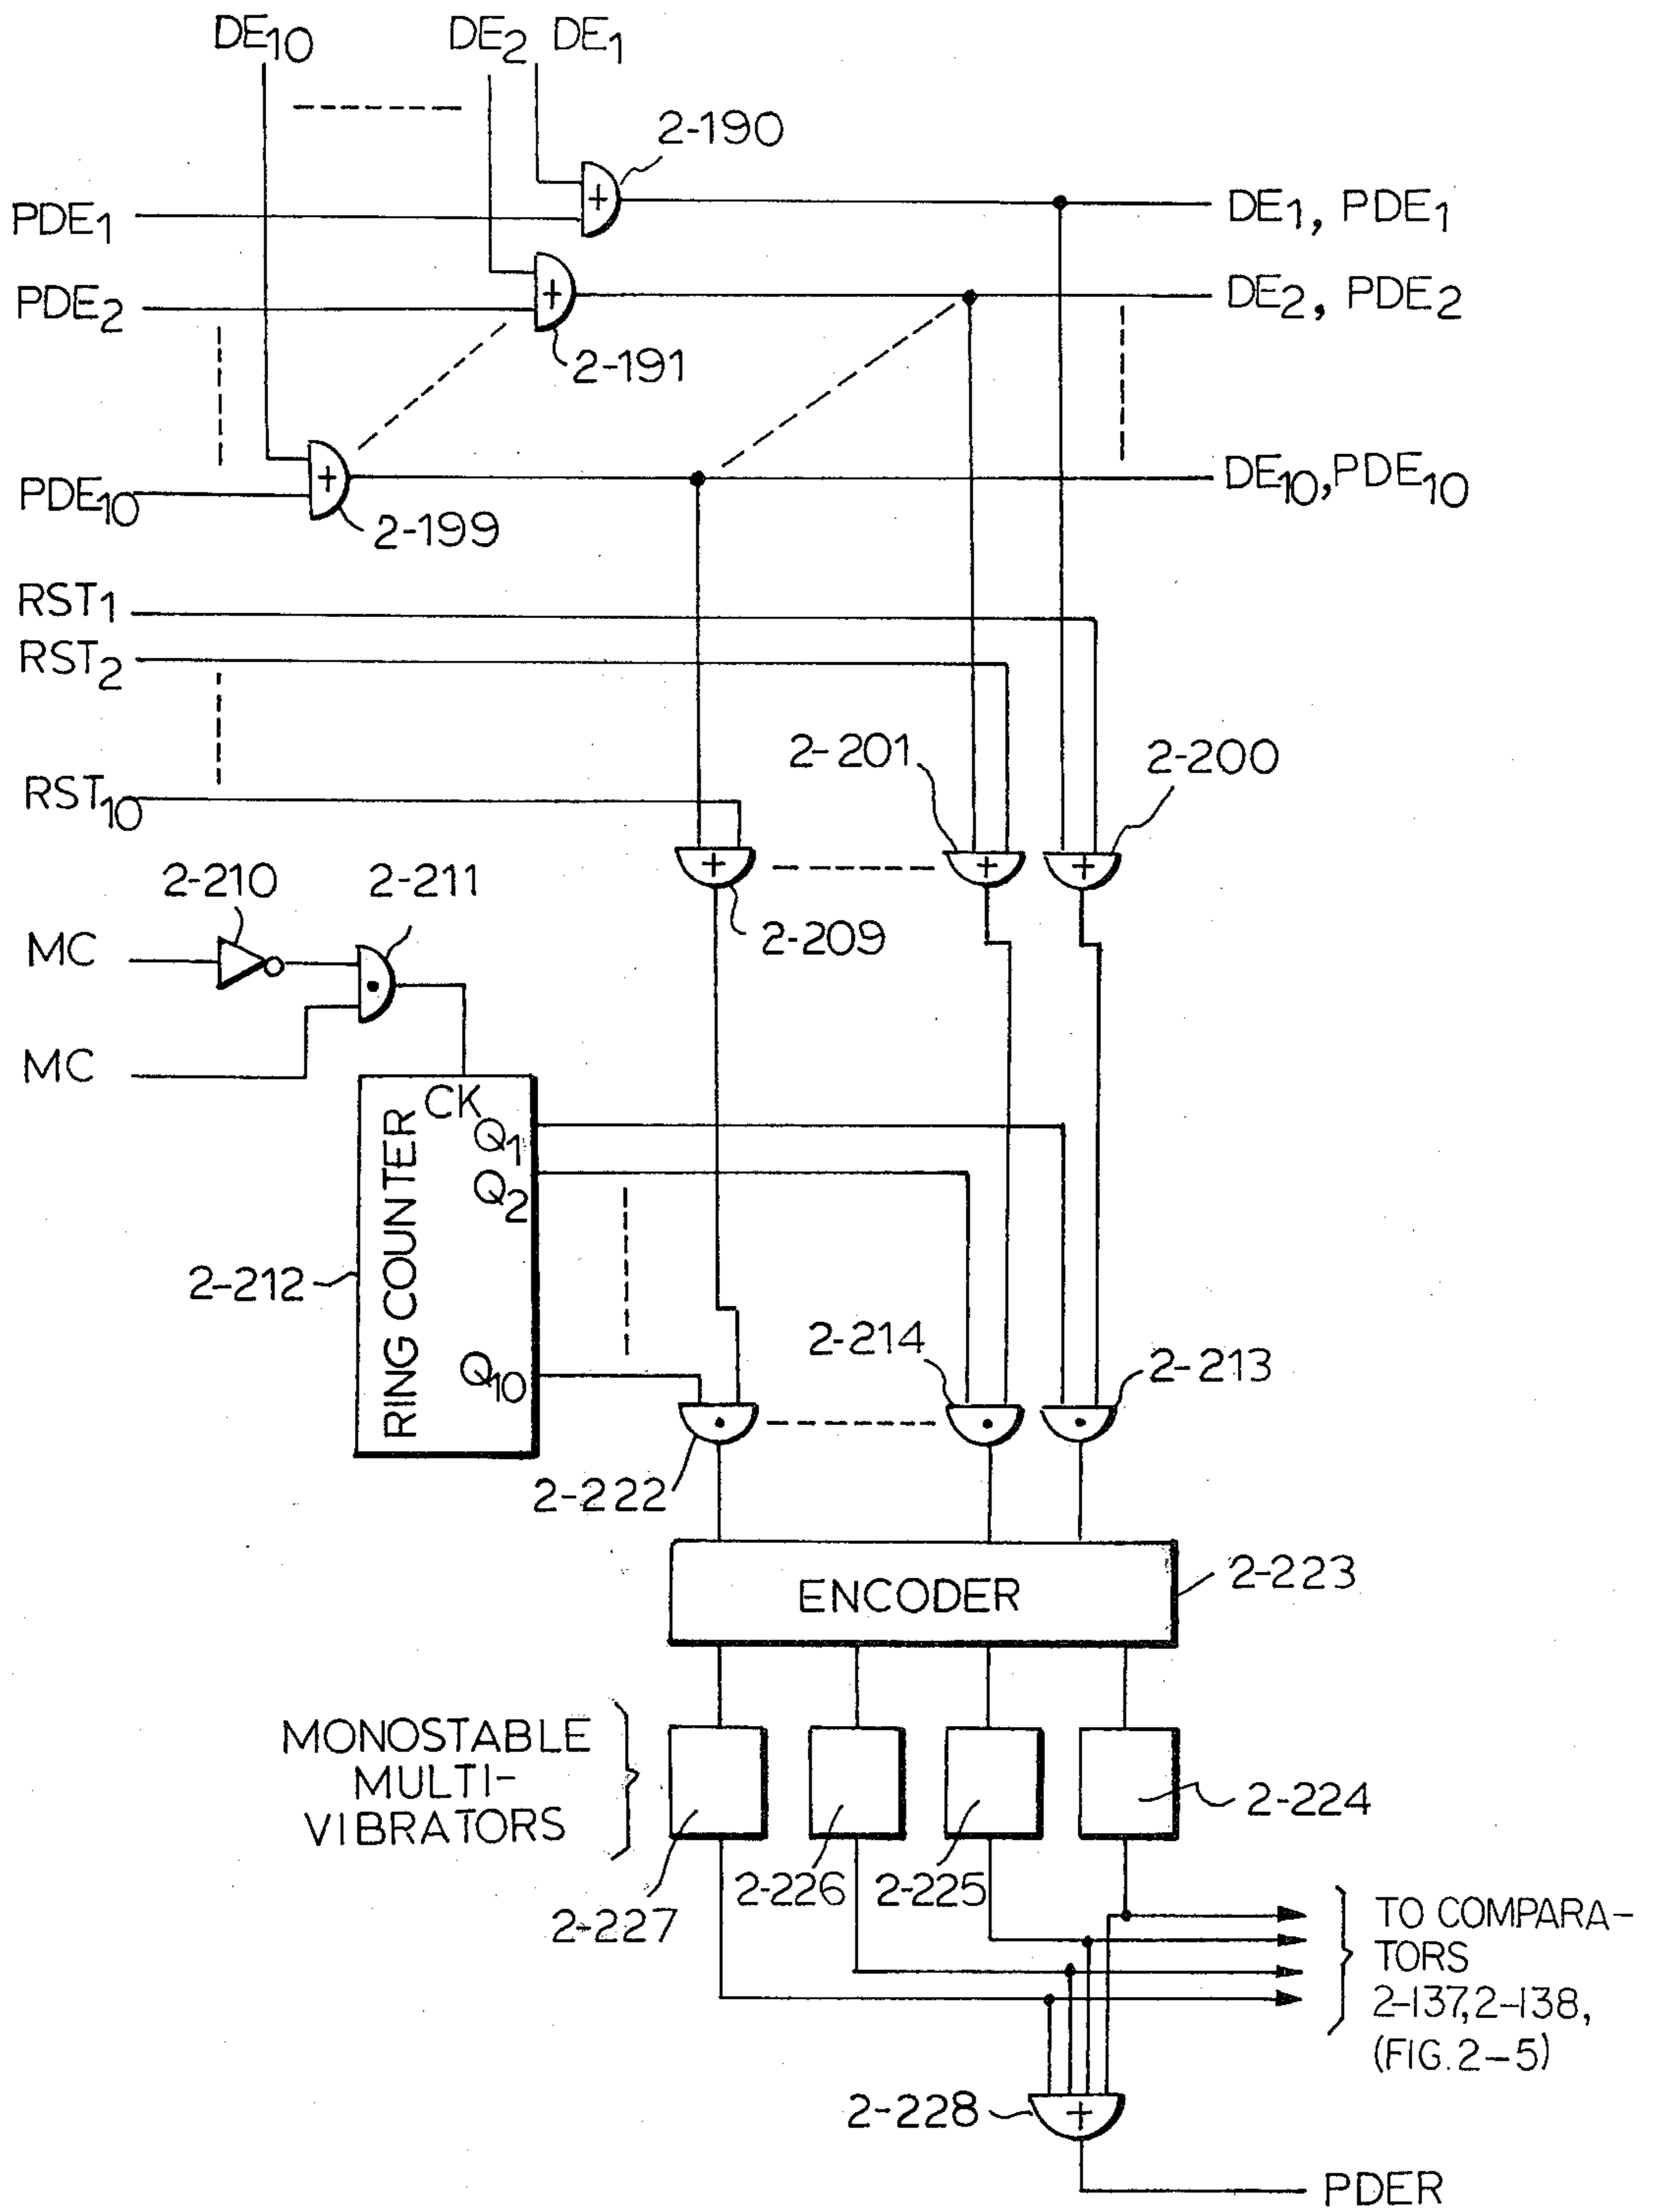 DE10 DE2 DE1
2-190
PDE1
DE1, PDE1
PDE2
DE2, PDE2
2-191
PDE10
DE10,PDE10
2-199
RST1
RST2
RST10
2-201
2-200
2-209
2-210
2-211
MC
MC
CK
Q1
Q2
Q10
RING COUNTER
2-212
2-214
2-213
2-222
ENCODER
2-223
MONOSTABLE
MULTI-
VIBRATORS
2-224
2-226
2-225
2-227
TO COMPARA-
TORS
2-137,2-138,
(FIG.2-5)
2-228
PDER
+
+
+
+
+
+
+